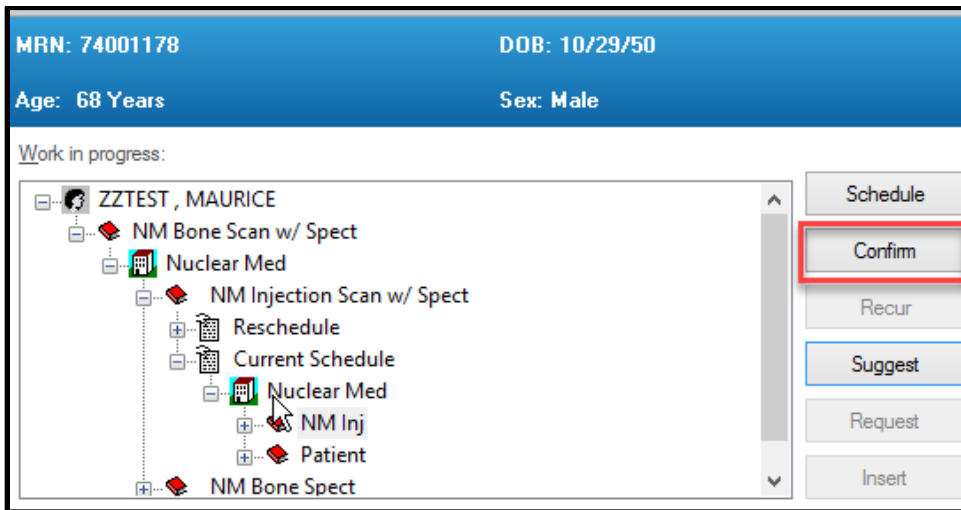 MRN: 74001178 DOB: 10/29/50
Age: 68 Years Sex: Male
Work in progress:
ZZTEST , MAURICE
NM Bone Scan w/ Spect
Nuclear Med
NM Injection Scan w/ Spect
Reschedule
Current Schedule
Nuclear Med
NM Inj
Patient
NM Bone Spect
Schedule
Confirm
Recur
Suggest
Request
Insert